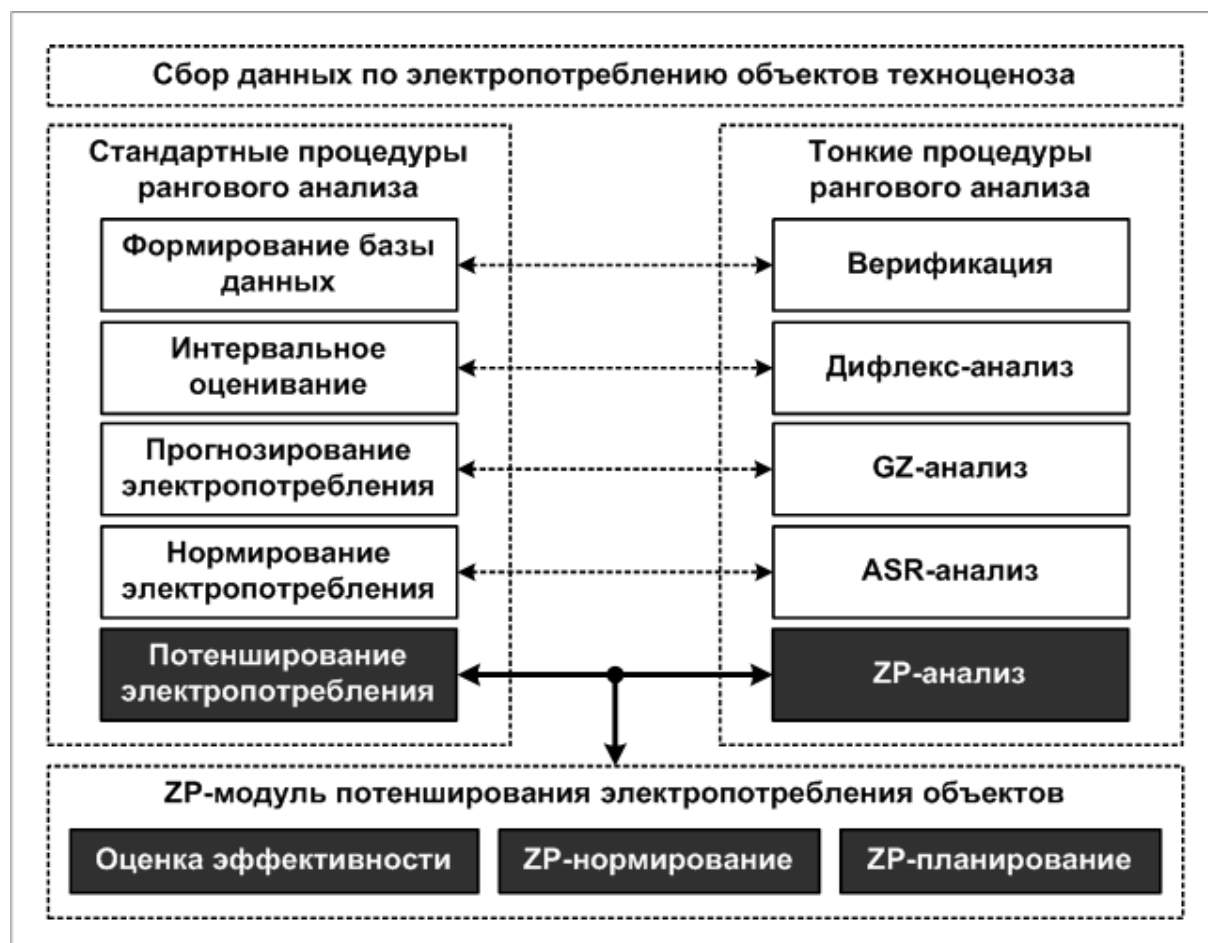 Сбор данных по электропотреблению объектов техноценоза
Стандартные процедуры
рангового анализа
Формирование базы
данных
Интервальное
оценивание
Прогнозирование
электропотребления
Нормирование
электропотребления
Потенширование
электропотребления
Тонкие процедуры
рангового анализа
Верификация
Дифлекс-анализ
GZ-анализ
ASR-анализ
ZP-анализ
ZP-модуль потенширования электропотребления объектов
Оценка эффективности
ZP-нормирование
ZP-планирование